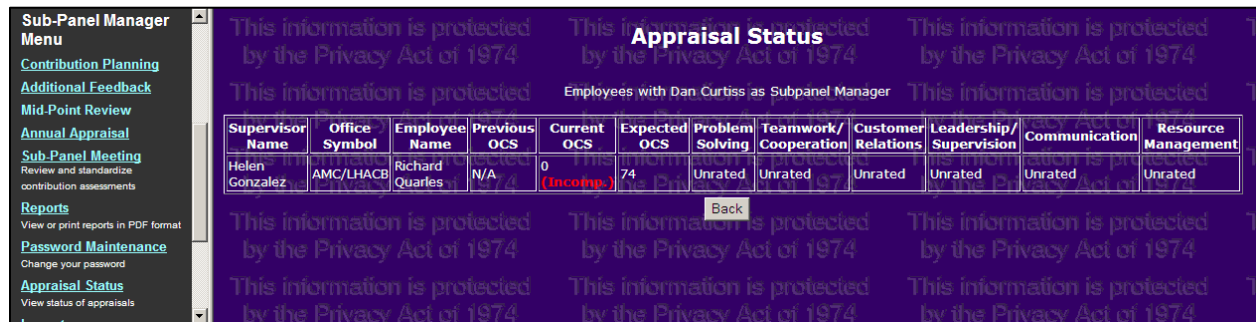 Sub-Panel Manager
Menu
Contribution Planning
Additional Feedback
Mid-Point Review
Annual Appraisal
Sub-Panel Meeting
Review and standardize
contribution assessments
Reports
View or print reports in PDF format
Password Maintenance
Change your password
Appraisal Status
View status of appraisals
This information is protected
by the Privacy Act of 1974
Appraisal Status
Employees with Dan Curtiss as Subpanel Manager
Supervisor Name Office Symbol Employee Name Previous OCS Current OCS Expected OCS Problem Solving Teamwork/ Cooperation Customer Relations Leadership/ Supervision Communication Resource Management
Helen Gonzalez AMC/LHACB Richard Quarles N/A 0 (Incomp.) 74 Unrated Unrated Unrated Unrated Unrated Unrated
Back